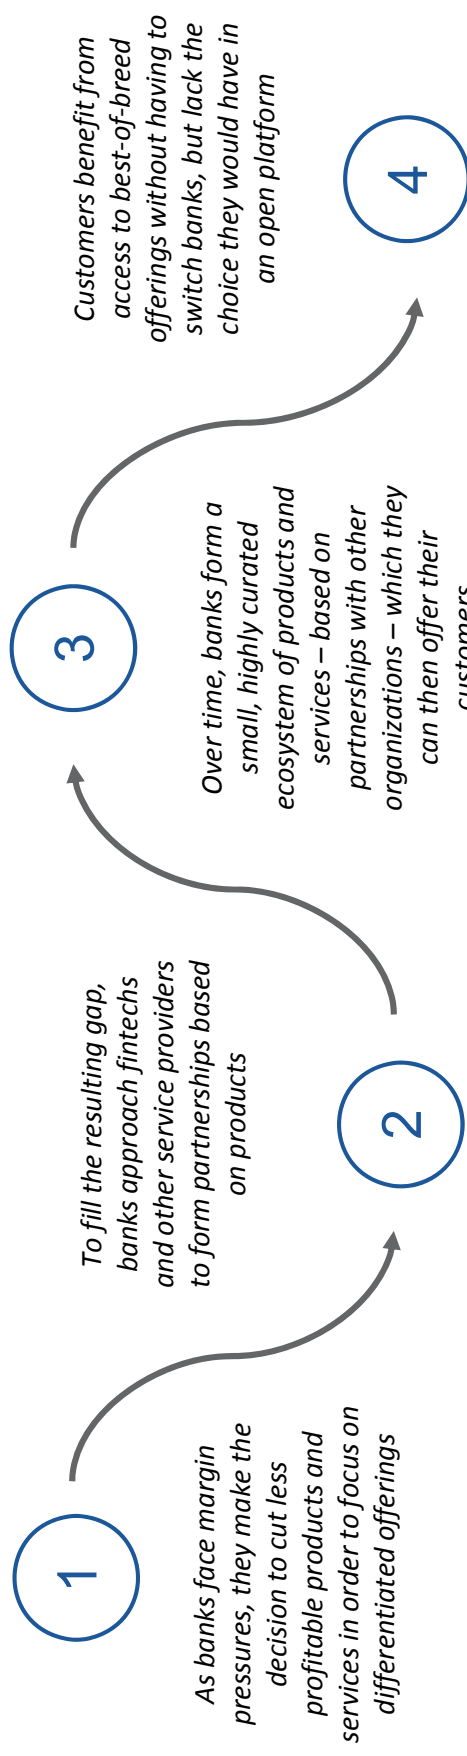 1
As banks face margin
pressures, they make the
decision to cut less
profitable products and
services in order to focus on
differentiated offerings
2
To fill the resulting gap,
banks approach fintechs
and other service providers
to form partnerships based
on products
3
Over time, banks form a
small, highly curated
ecosystem of products and
services – based on
partnerships with other
organizations – which they
can then offer their
customers
4
Customers benefit from
access to best-of-breed
offerings without having to
switch banks, but lack the
choice they would have in
an open platform